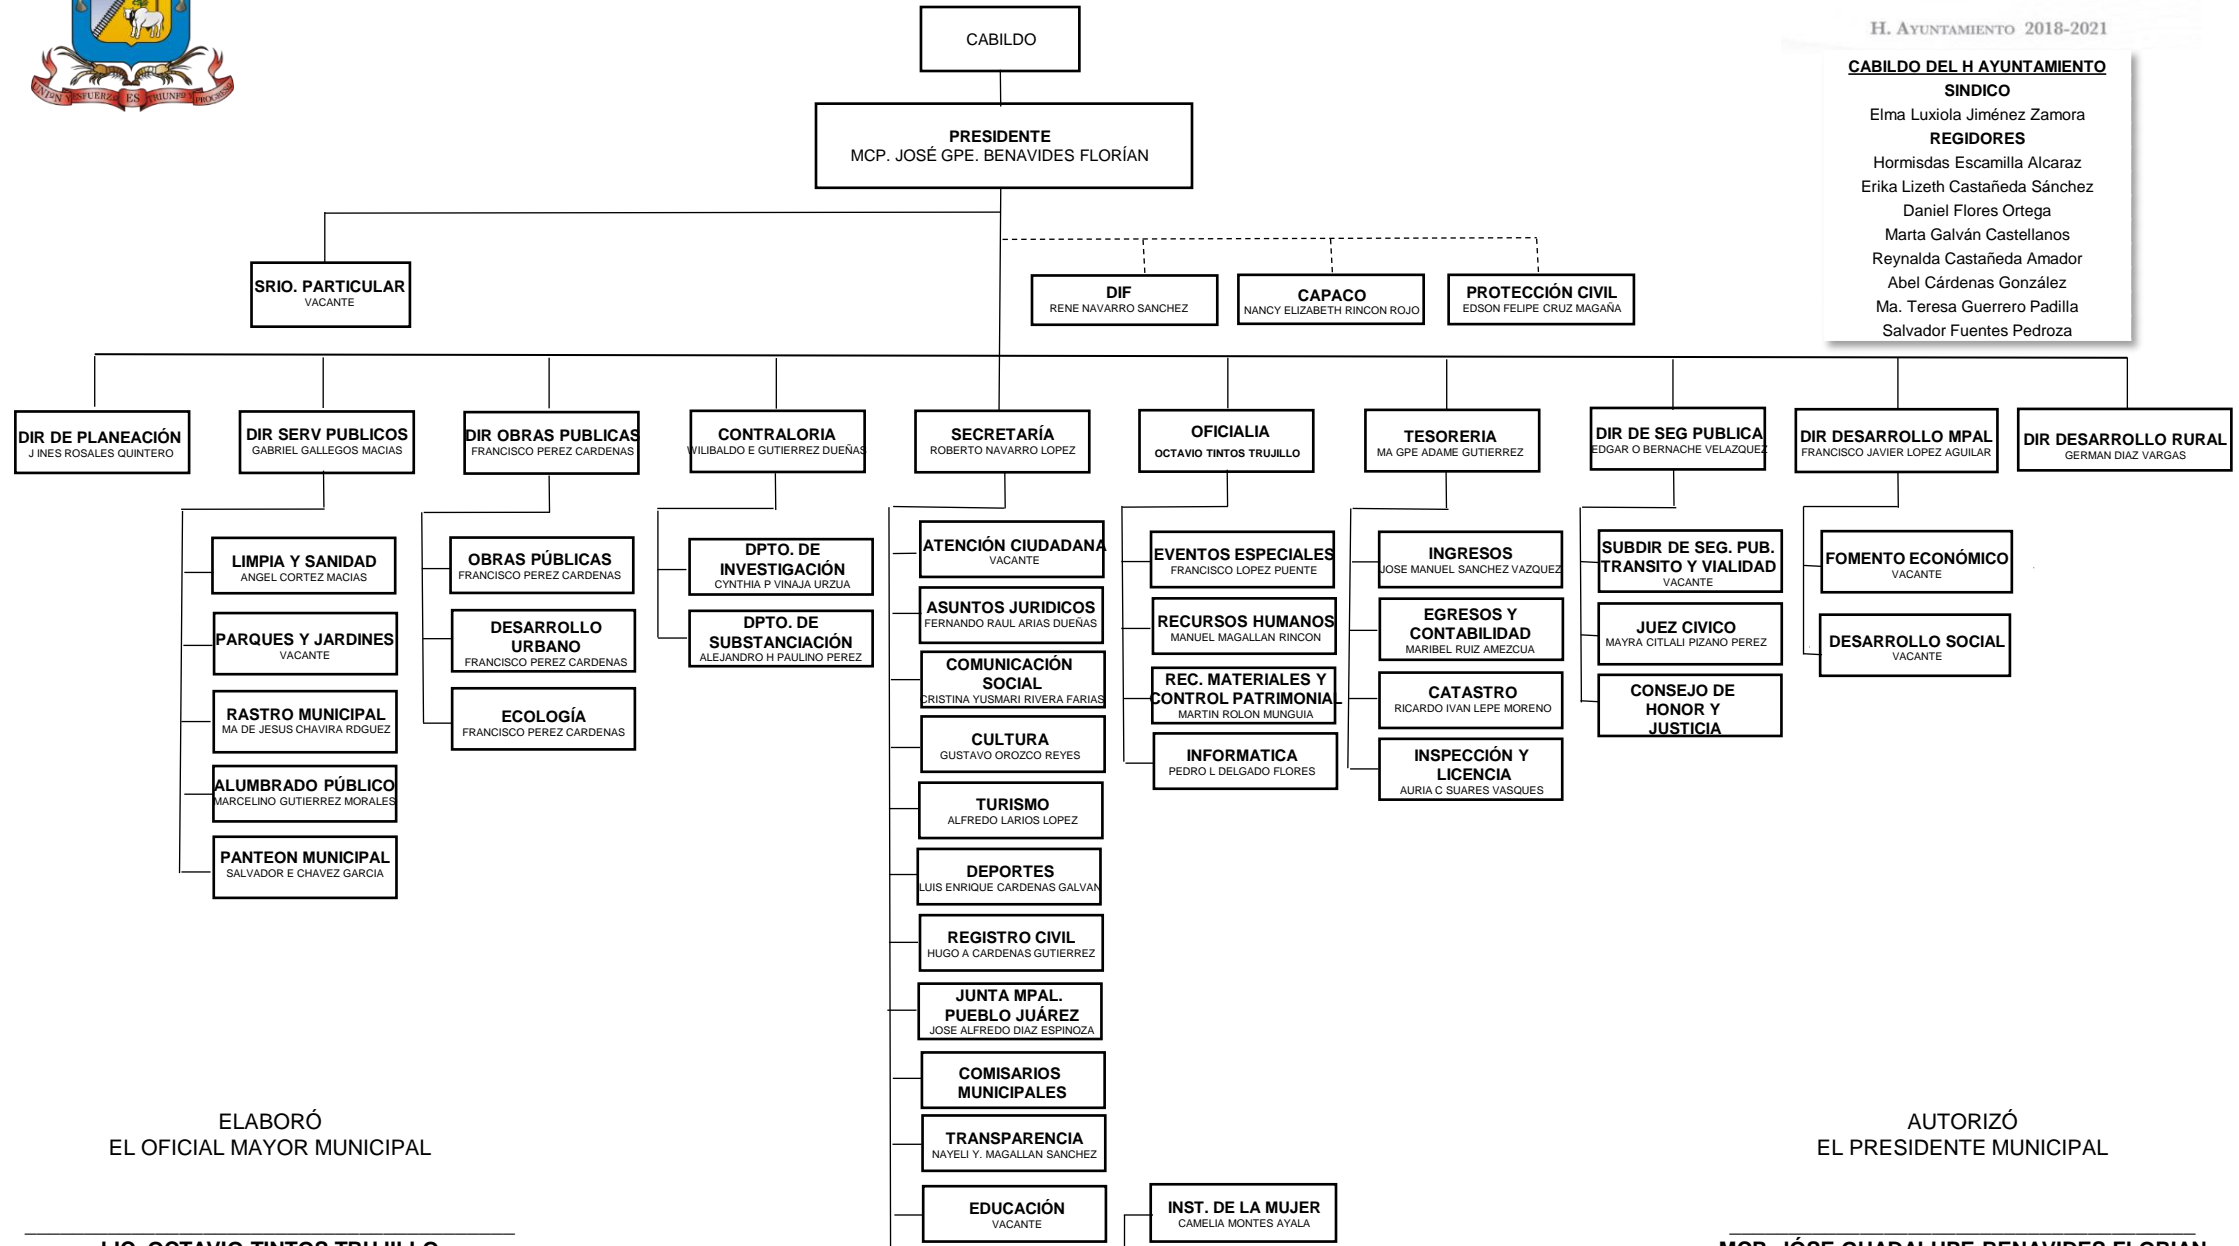 UNION Y ESFUERZO ES TRIUNFO Y PROGRESO
CABILDO
H. AYUNTAMIENTO 2018-2021
CABILDO DEL H AYUNTAMIENTO
SINDICO
Elma Luxiola Jiménez Zamora
REGIDORES
Hormisdas Escamilla Alcaraz
Erika Lizeth Castañeda Sánchez
Daniel Flores Ortega
Marta Galván Castellanos
Reynalda Castañeda Amador
Abel Cárdenas González
Ma. Teresa Guerrero Padilla
Salvador Fuentes Pedroza
PRESIDENTE
MCP. JOSÉ GPE. BENAVIDES FLORÍAN
SRIO. PARTICULAR
VACANTE
DIF
RENE NAVARRO SANCHEZ
CAPACO
NANCY ELIZABETH RINCON ROJO
PROTECCIÓN CIVIL
EDSON FELIPE CRUZ MAGAÑA
DIR DE PLANEACIÓN
J INES ROSALES QUINTERO
DIR SERV PUBLICOS
GABRIEL GALLEGOS MACIAS
DIR OBRAS PUBLICAS
FRANCISCO PEREZ CARDENAS
CONTRALORIA
WILIBALDO E GUTIERREZ DUEÑAS
SECRETARÍA
ROBERTO NAVARRO LOPEZ
OFICIALIA
OCTAVIO TINTOS TRUJILLO
TESORERIA
MA GPE ADAME GUTIERREZ
DIR DE SEG PUBLICA
EDGAR O BERNACHE VELAZQUEZ
DIR DESARROLLO MPAL
FRANCISCO JAVIER LOPEZ AGUILAR
DIR DESARROLLO RURAL
GERMAN DIAZ VARGAS
LIMPIA Y SANIDAD
ANGEL CORTEZ MACIAS
PARQUES Y JARDINES
VACANTE
RASTRO MUNICIPAL
MA DE JESUS CHAVIRA RDGUEZ
ALUMBRADO PÚBLICO
MARCELINO GUTIERREZ MORALES
PANTEON MUNICIPAL
SALVADOR E CHAVEZ GARCIA
OBRAS PÚBLICAS
FRANCISCO PEREZ CARDENAS
DESARROLLO
URBANO
FRANCISCO PEREZ CARDENAS
ECOLOGÍA
FRANCISCO PEREZ CARDENAS
DPTO. DE
INVESTIGACIÓN
CYNTHIA P VINAJA URZUA
DPTO. DE
SUBSTANCIACIÓN
ALEJANDRO H PAULINO PEREZ
ATENCIÓN CIUDADANA
VACANTE
ASUNTOS JURIDICOS
FERNANDO RAUL ARIAS DUEÑAS
COMUNICACIÓN
SOCIAL
CRISTINA YUSMARI RIVERA FARIAS
CULTURA
GUSTAVO OROZCO REYES
TURISMO
ALFREDO LARIOS LOPEZ
DEPORTES
LUIS ENRIQUE CARDENAS GALVAN
REGISTRO CIVIL
HUGO A CARDENAS GUTIERREZ
JUNTA MPAL.
PUEBLO JUÁREZ
JOSE ALFREDO DIAZ ESPINOZA
COMISARIOS
MUNICIPALES
TRANSPARENCIA
NAYELI Y. MAGALLAN SANCHEZ
EDUCACIÓN
VACANTE
EVENTOS ESPECIALES
FRANCISCO LOPEZ PUENTE
RECURSOS HUMANOS
MANUEL MAGALLAN RINCON
REC. MATERIALES Y
CONTROL PATRIMONIAL
MARTIN ROLON MUNGUIA
INFORMATICA
PEDRO L DELGADO FLORES
INST. DE LA MUJER
CAMELIA MONTES AYALA
INGRESOS
JOSE MANUEL SANCHEZ VAZQUEZ
EGRESOS Y
CONTABILIDAD
MARIBEL RUIZ AMEZCUA
CATASTRO
RICARDO IVAN LEPE MORENO
INSPECCIÓN Y
LICENCIA
AURIA C SUARES VASQUES
SUBDIR DE SEG. PUB.
TRANSITO Y VIALIDAD
VACANTE
JUEZ CIVICO
MAYRA CITLALI PIZANO PEREZ
CONSEJO DE
HONOR Y
JUSTICIA
FOMENTO ECONÓMICO
VACANTE
DESARROLLO SOCIAL
VACANTE
ELABORÓ
EL OFICIAL MAYOR MUNICIPAL
LIC. OCTAVIO TINTOS TRUJILLO
AUTORIZÓ
EL PRESIDENTE MUNICIPAL
MCP. JÓSE GUADALUPE BENAVIDES FLORIAN